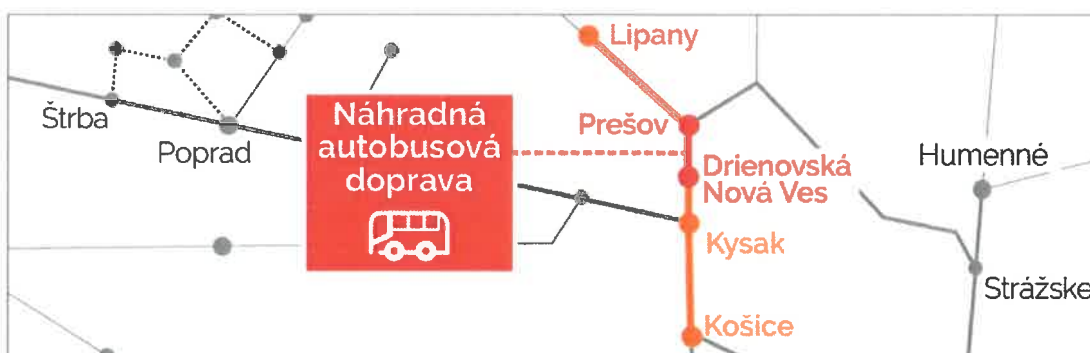 Lipany
Štrba
Poprad
Náhradná
autobusová
doprava
Prešov
Drienovská
Nová Ves
Humenné
Kysak
Strážske
Košice